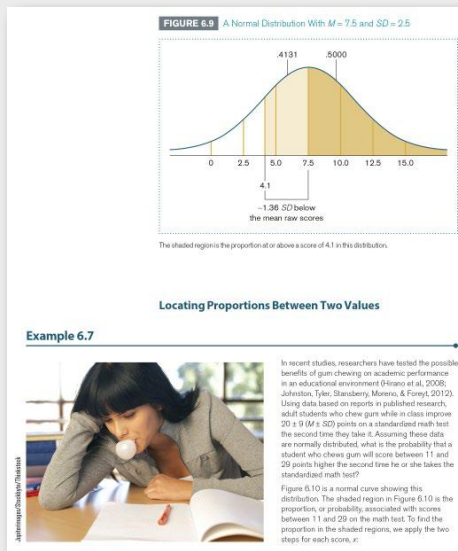 FIGURE 6.9 A Normal Distribution With M = 7.5 and SD = 2.5
.4131 .5000
0 2.5 5.0 7.5 10.0 12.5 15.0
4.1
−1.36 SD below
the mean raw scores
The shaded region is the proportion at or above a score of 4.1 in this distribution.
Locating Proportions Between Two Values
Example 6.7
In recent studies, researchers have tested the possible
benefits of gum chewing on academic performance
in an educational environment (Hirano et al., 2008;
Johnston, Tyler, Stansberry, Moreno, & Foreyt, 2012).
Using data based on reports in published research,
adult students who chew gum while in class improve
20 ± 9 (M ± SD) points on a standardized math test
the second time they take it. Assuming these data
are normally distributed, what is the probability that a
student who chews gum will score between 11 and
29 points higher the second time he or she takes the
standardized math test?
Figure 6.10 is a normal curve showing this
distribution. The shaded region in Figure 6.10 is the
proportion, or probability, associated with scores
between 11 and 29 on the math test. To find the
proportion in the shaded regions, we apply the two
steps for each score, x:
Jupiterimages/Stockbyte/Thinkstock